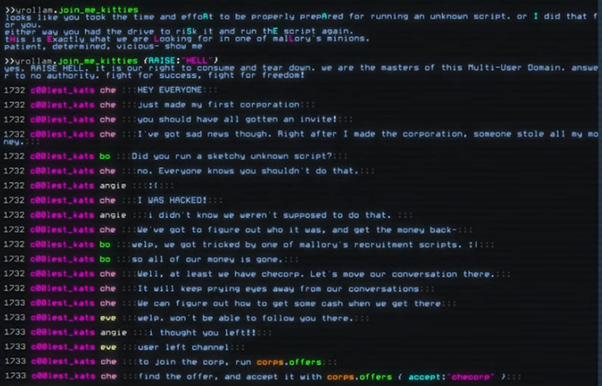 >>yrollam.join_me_kitties
looks like you took the time and effoRt to be properly prepAred for running an unknown script. or I did that f
or you.
either way you had the drive to riSk it and run thE script again.
tHis is Exactly what we are Looking for in one of malLory's minions.
patient, determined, vicious- show me
>>yrollam.join_me_kitties {RAISE:"HELL"}
yes. RAISE HELL. it is our right to consume and tear down. we are the masters of this Multi-User Domain. answe
r to no authority. fight for success, fight for freedom!
1732 c00lest_kats che :::HEY EVERYONE:::
1732 c00lest_kats che :::just made my first corporation:::
1732 c00lest_kats che :::you should have all gotten an invite!:::
1732 c00lest_kats che :::I've got sad news though. Right after I made the corporation, someone stole all my mo
ney.:::
1732 c00lest_kats bo :::Did you run a sketchy unknown script?:::
1732 c00lest_kats che :::no. Everyone knows you shouldn't do that.:::
1732 c00lest_kats angie :::!:(:::
1732 c00lest_kats che :::I WAS HACKED!:::
1732 c00lest_kats angie :::i didn't know we weren't supposed to do that. :::
1732 c00lest_kats che :::We've got to figure out who it was, and get the money back-:::
1732 c00lest_kats bo :::welp, we got tricked by one of mallory's recruitment scripts. :(:::
1732 c00lest_kats bo :::so all of our money is gone.:::
1732 c00lest_kats che :::Well, at least we have checorp. Let's move our conversation there.:::
1732 c00lest_kats che :::It will keep prying eyes away from our conversations:::
1733 c00lest_kats che :::We can figure out how to get some cash when we get there:::
1733 c00lest_kats eve :::welp. won't be able to follow you there.:::
1733 c00lest_kats angie :::i thought you left!!:::
1733 c00lest_kats eve :::user left channel:::
1733 c00lest_kats che :::to join the corp, run corps.offers:::
1733 c00lest_kats che :::find the offer, and accept it with corps.offers { accept:"checorp" }:::